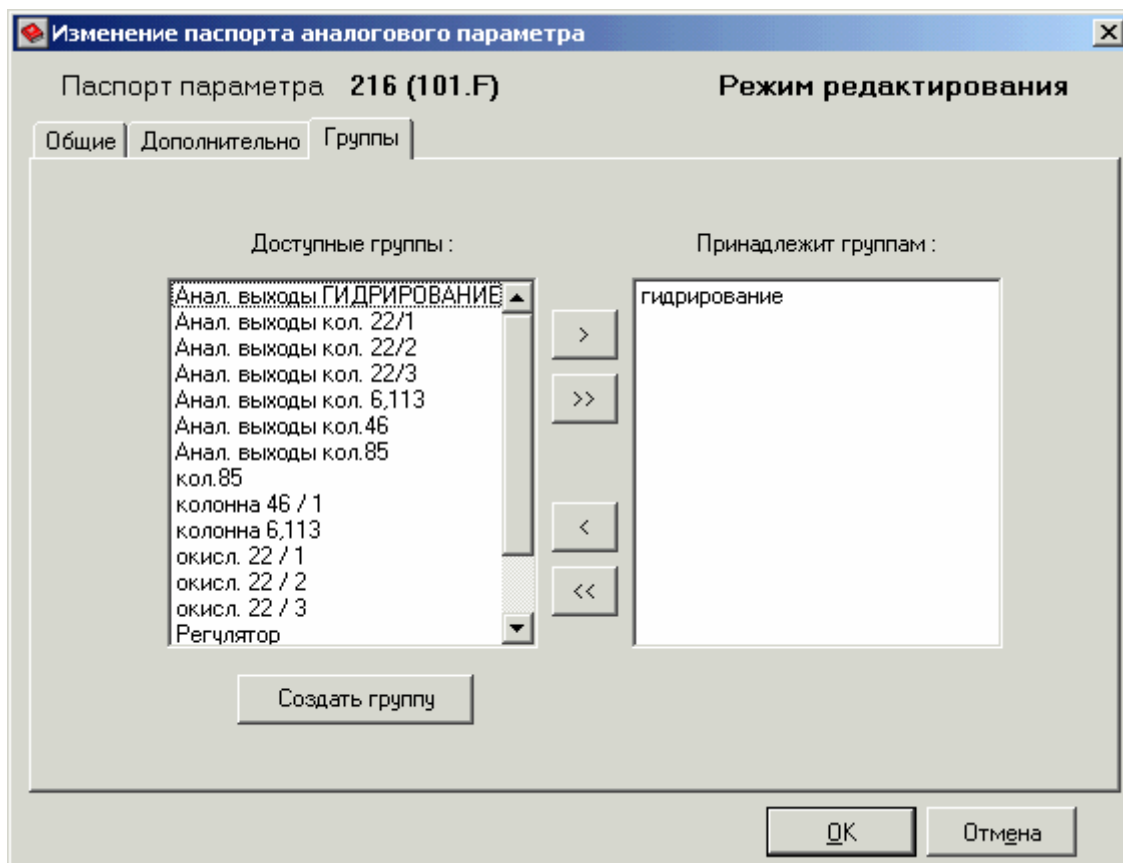 Изменение паспорта аналогового параметра
Паспорт параметра 216 (101.F) Режим редактирования
Общие Дополнительно Группы
Доступные группы : Принадлежит группам :
Анал. выходы ГИДРИРОВАНИЕ
Анал. выходы кол. 22/1
Анал. выходы кол. 22/2
Анал. выходы кол. 22/3
Анал. выходы кол. 6,113
Анал. выходы кол.46
Анал. выходы кол.85
кол.85
колонна 46 / 1
колонна 6,113
окисл. 22 / 1
окисл. 22 / 2
окисл. 22 / 3
Регулятор
>
>>
<
<<
гидрирование
Создать группу
OK Отмена